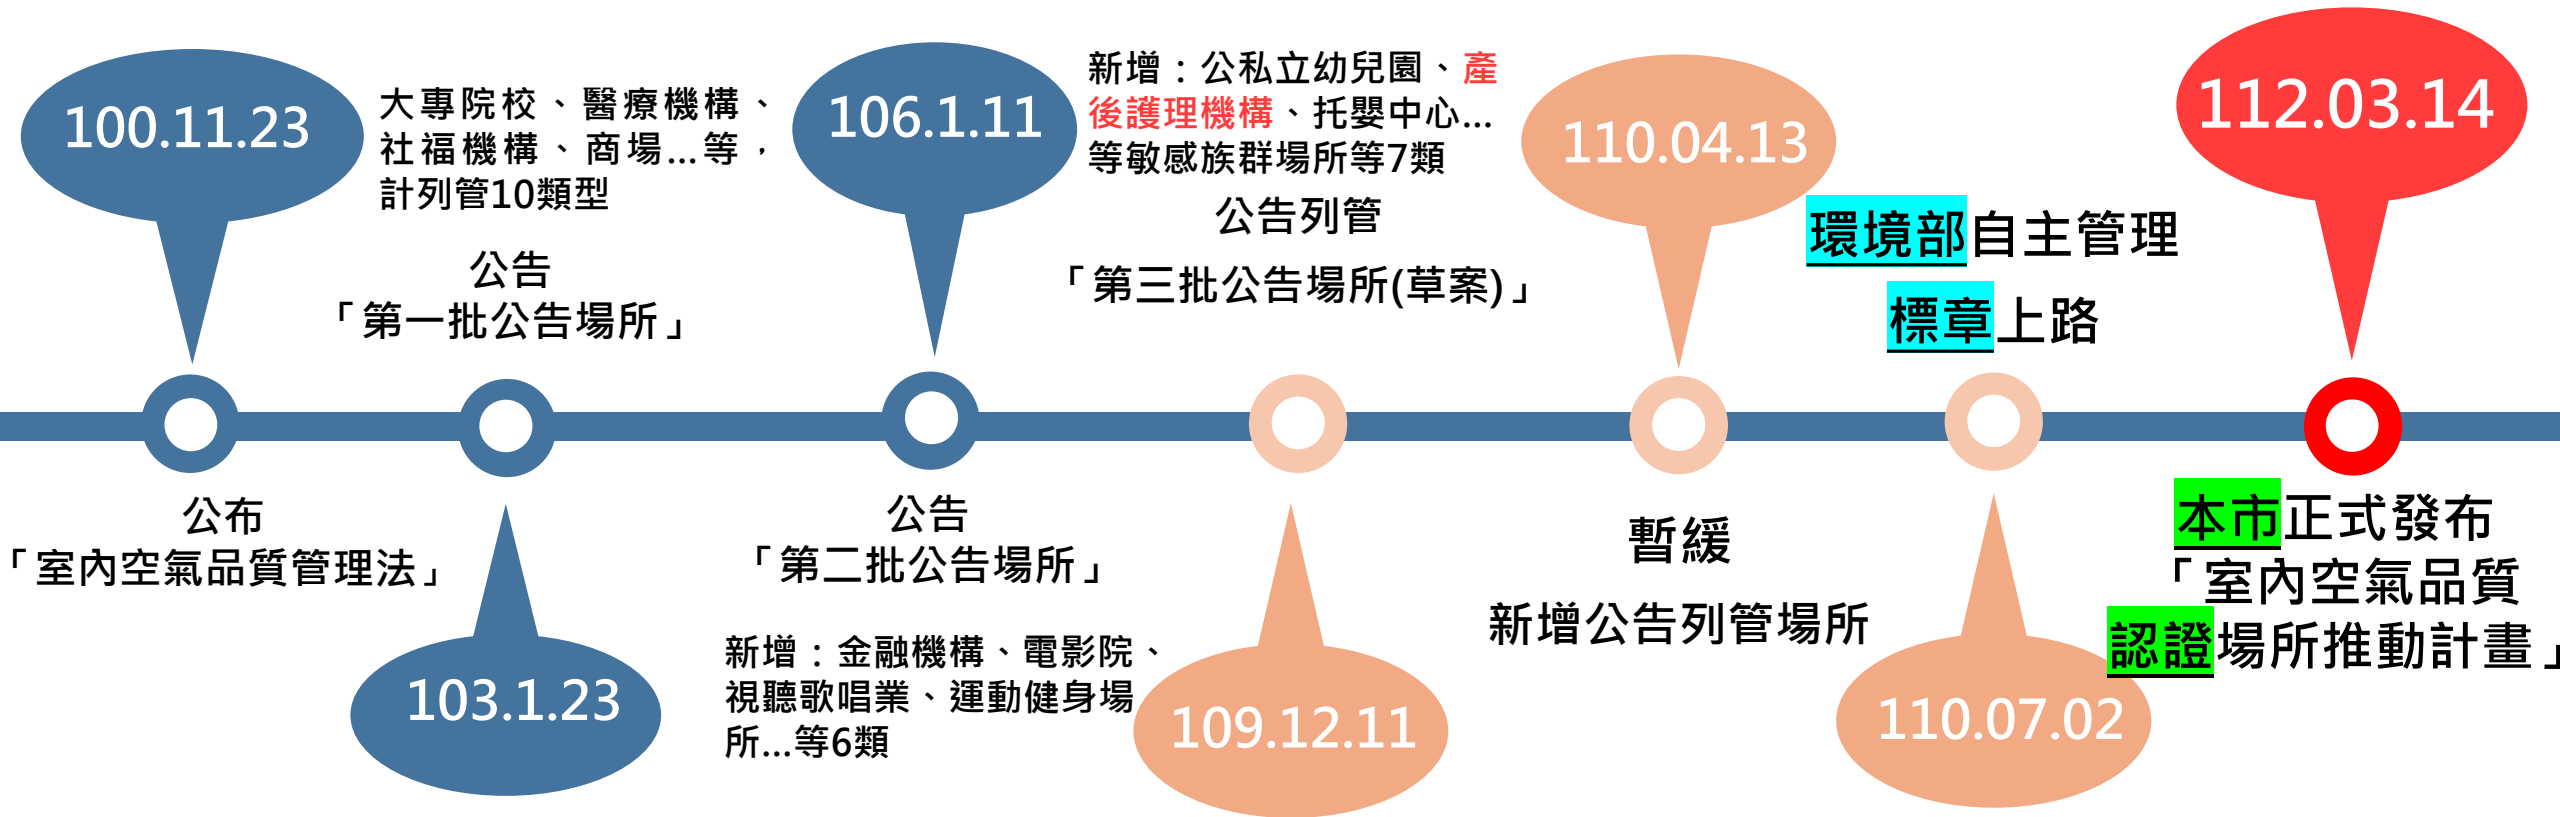 100.11.23
公布
「室內空氣品質管理法」
大專院校、醫療機構、
社福機構、商場...等，
計列管10類型
公告
「第一批公告場所」
103.1.23
106.1.11
公告
「第二批公告場所」
新增：金融機構、電影院、
視聽歌唱業、運動健身場
所...等6類
新增：公私立幼兒園、產
後護理機構、托嬰中心...
等敏感族群場所等7類
公告列管
「第三批公告場所(草案)」
109.12.11
110.04.13
暫緩
新增公告列管場所
環境部自主管理
標章上路
110.07.02
112.03.14
本市正式發布
「室內空氣品質
認證場所推動計畫」